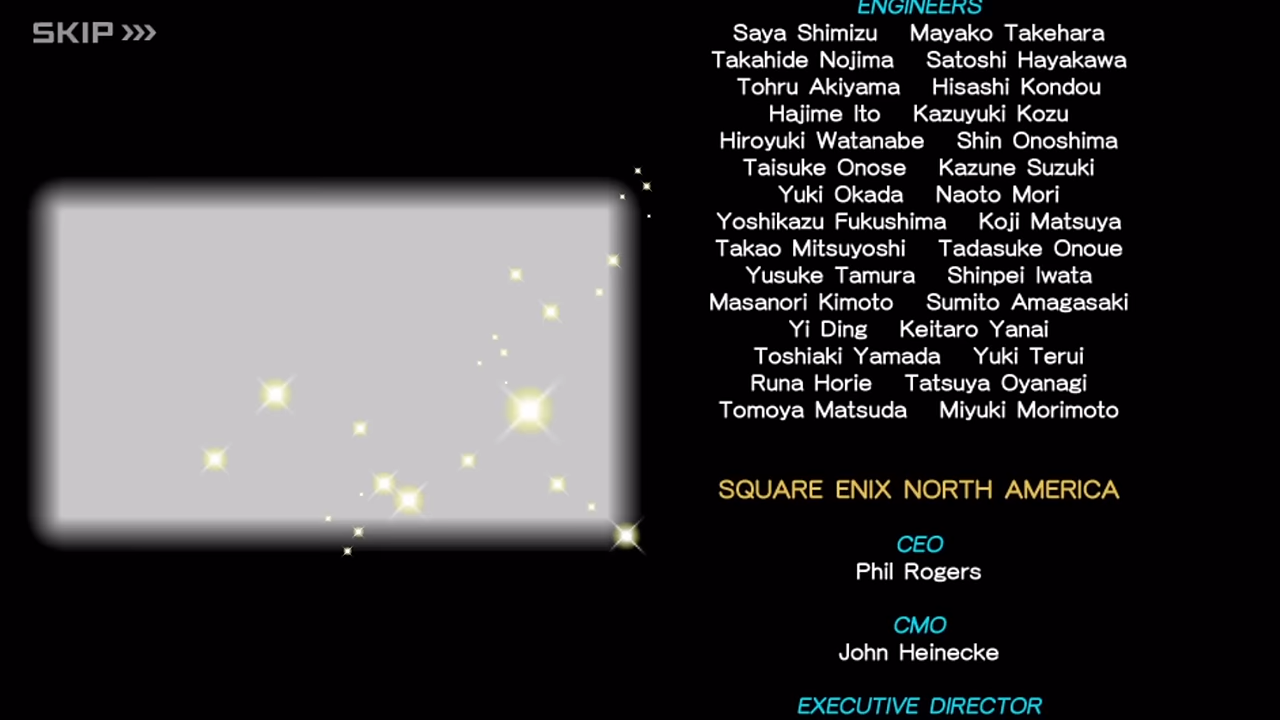 SKIP >>>
ENGINEERS
Saya Shimizu Mayako Takehara
Takahide Nojima Satoshi Hayakawa
Tohru Akiyama Hisashi Kondou
Hajime Ito Kazuyuki Kozu
Hiroyuki Watanabe Shin Onoshima
Taisuke Onose Kazune Suzuki
Yuki Okada Naoto Mori
Yoshikazu Fukushima Koji Matsuya
Takao Mitsuyoshi Tadasuke Onoue
Yusuke Tamura Shinpei Iwata
Masanori Kimoto Sumito Amagasaki
Yi Ding Keitaro Yanai
Toshiaki Yamada Yuki Terui
Runa Horie Tatsuya Oyanagi
Tomoya Matsuda Miyuki Morimoto
SQUARE ENIX NORTH AMERICA
CEO
Phil Rogers
CMO
John Heinecke
EXECUTIVE DIRECTOR